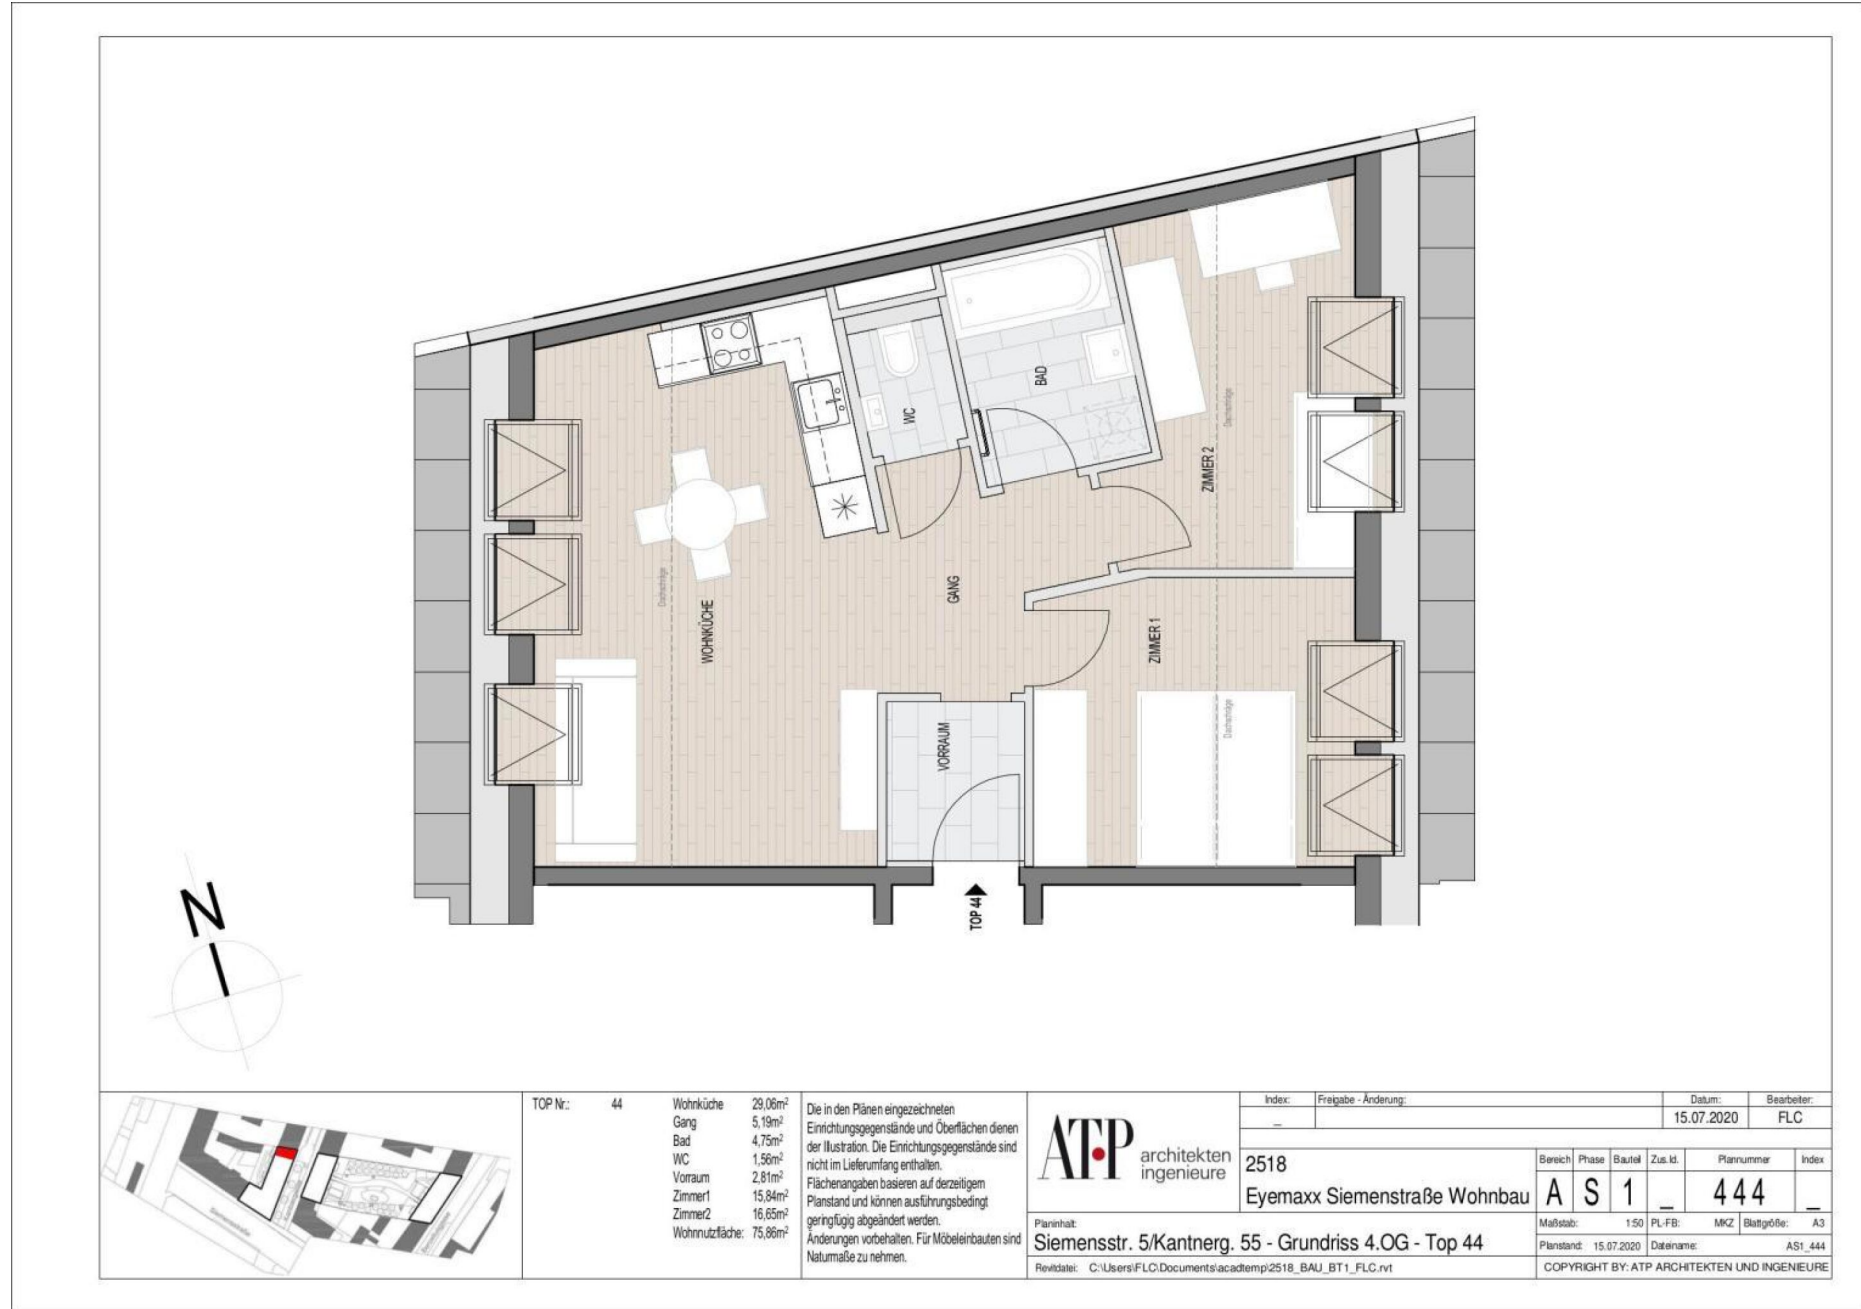 WOHNKÜCHE
Dachschräge
WC
BAD
GANG
VORRAUM
ZIMMER 1
ZIMMER 2
Dachschräge
Dachschräge
TOP 44
N
Siemensstraße
TOP Nr.: 44
Wohnküche 29,06m²
Gang 5,19m²
Bad 4,75m²
WC 1,56m²
Vorraum 2,81m²
Zimmer1 15,84m²
Zimmer2 16,65m²
Wohnnutzfläche: 75,86m²
Die in den Plänen eingezeichneten
Einrichtungsgegenstände und Oberflächen dienen
der Illustration. Die Einrichtungsgegenstände sind
nicht im Lieferumfang enthalten.
Flächenangaben basieren auf derzeitigem
Planstand und können ausführungsbedingt
geringfügig abgeändert werden.
Änderungen vorbehalten. Für Möbeleinbauten sind
Naturmaße zu nehmen.
ATP architekten
ingenieure
Index: Freigabe - Änderung: Datum: Bearbeiter:
_ 15.07.2020 FLC
2518
Eyemaxx Siemenstraße Wohnbau
Bereich Phase Bauteil Zus.Id. Plannummer Index
A S 1 _ 444 _
Planinhalt:
Siemensstr. 5/Kantnerg. 55 - Grundriss 4.OG - Top 44
Maßstab: 1:50 PL-FB: MKZ Blattgröße: A3
Planstand: 15.07.2020 Dateiname: AS1_444
Revitdatei: C:\Users\FLC\Documents\acadtemp\2518_BAU_BT1_FLC.rvt
COPYRIGHT BY: ATP ARCHITEKTEN UND INGENIEURE